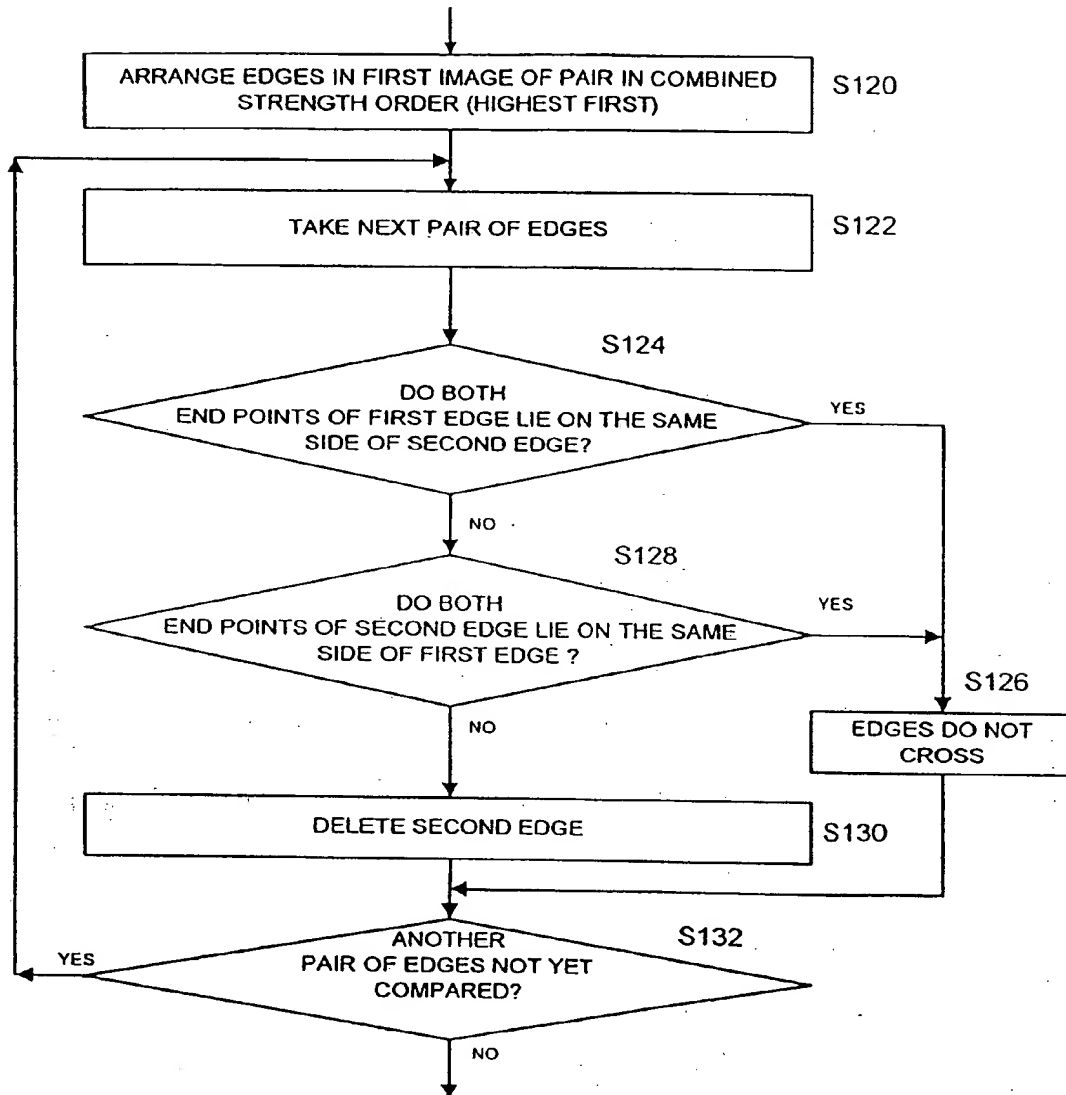 ARRANGE EDGES IN FIRST IMAGE OF PAIR IN COMBINED
STRENGTH ORDER (HIGHEST FIRST)
S120
TAKE NEXT PAIR OF EDGES
S122
S124
DO BOTH
END POINTS OF FIRST EDGE LIE ON THE SAME
SIDE OF SECOND EDGE?
YES
NO
S128
DO BOTH
END POINTS OF SECOND EDGE LIE ON THE SAME
SIDE OF FIRST EDGE ?
YES
NO
S126
EDGES DO NOT
CROSS
DELETE SECOND EDGE
S130
S132
ANOTHER
PAIR OF EDGES NOT YET
COMPARED?
YES
NO